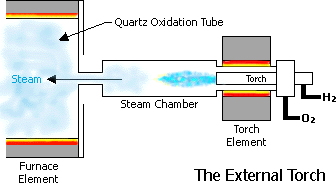 Quartz Oxidation Tube
Steam
Torch
H2
O2
Steam Chamber
Torch
Element
Furnace
Element
The External Torch